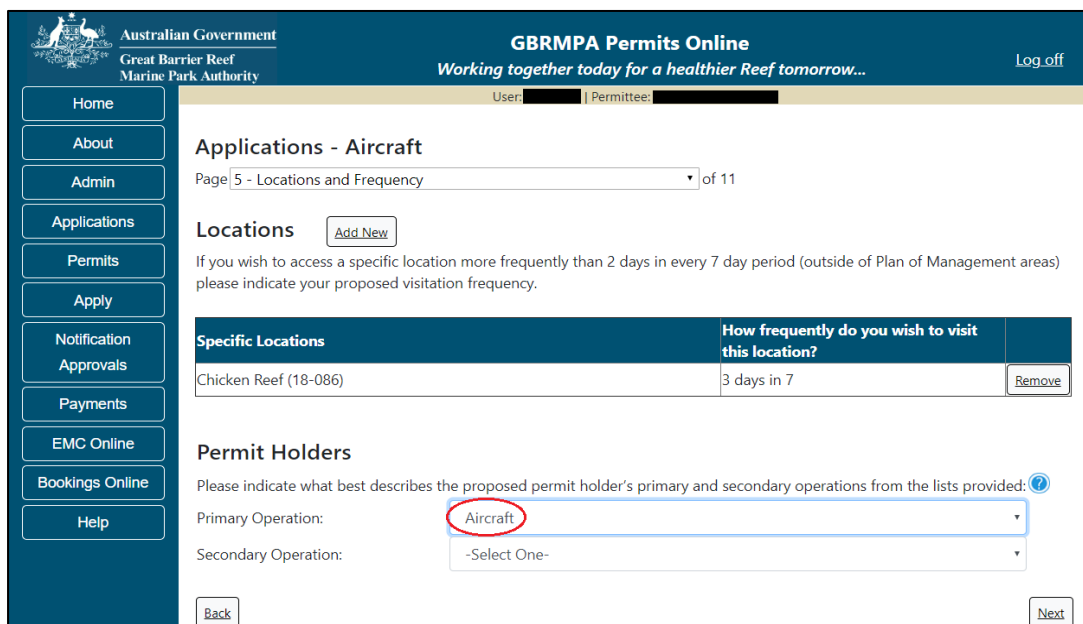 Australian Government
Great Barrier Reef
Marine Park Authority
GBRMPA Permits Online
Working together today for a healthier Reef tomorrow...
Log off
User: | Permittee:
Home
About
Admin
Applications
Permits
Apply
Notification
Approvals
Payments
EMC Online
Bookings Online
Help
Applications - Aircraft
Page 5 - Locations and Frequency of 11
Locations Add New
If you wish to access a specific location more frequently than 2 days in every 7 day period (outside of Plan of Management areas)
please indicate your proposed visitation frequency.
Specific Locations How frequently do you wish to visit
this location?
Chicken Reef (18-086) 3 days in 7 Remove
Permit Holders
Please indicate what best describes the proposed permit holder's primary and secondary operations from the lists provided: ?
Primary Operation: Aircraft
Secondary Operation: -Select One-
Back Next